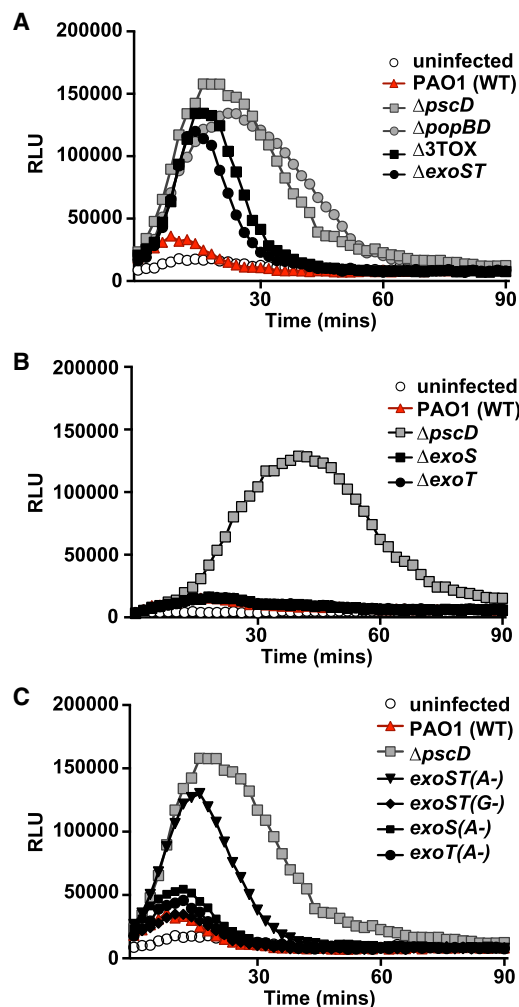 A
200000
150000
100000
50000
0
RLU
30
60
90
Time (mins)
uninfected
PAO1 (WT)
ΔpscD
ΔpopBD
Δ3TOX
ΔexoST
B
200000
150000
100000
50000
0
RLU
30
60
90
Time (mins)
uninfected
PAO1 (WT)
ΔpscD
ΔexoS
ΔexoT
C
200000
150000
100000
50000
0
RLU
30
60
90
Time (mins)
uninfected
PAO1 (WT)
ΔpscD
exoST(A-)
exoST(G-)
exoS(A-)
exoT(A-)